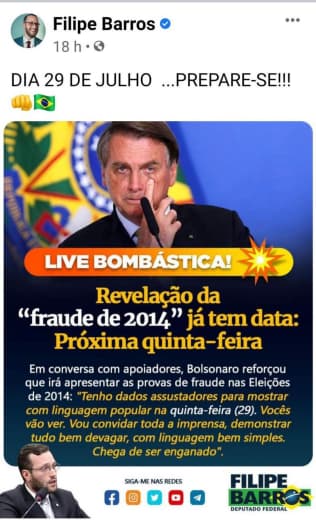 Filipe Barros
18 h
DIA 29 DE JULHO ...PREPARE-SE!!!
LIVE BOMBÁSTICA!
Revelação da
“fraude de 2014” já tem data:
Próxima quinta-feira
Em conversa com apoiadores, Bolsonaro reforçou
que irá apresentar as provas de fraude nas Eleições
de 2014: "Tenho dados assustadores para mostrar
com linguagem popular na quinta-feira (29). Vocês
vão ver. Vou convidar toda a imprensa, demonstrar
tudo bem devagar, com linguagem bem simples.
Chega de ser enganado".
SIGA-ME NAS REDES
FILIPE
BARROS
DEPUTADO FEDERAL